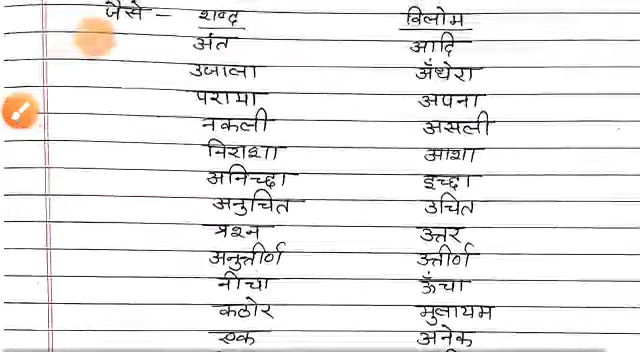 जैसे - शब्द विलोम
अंत आदि
उजाला अँधेरा
पराया अपना
नकली असली
निराशा आशा
अनिच्छा इच्छा
अनुचित उचित
प्रश्न उत्तर
अनुत्तीर्ण उत्तीर्ण
नीचा ऊँचा
कठोर मुलायम
एक अनेक